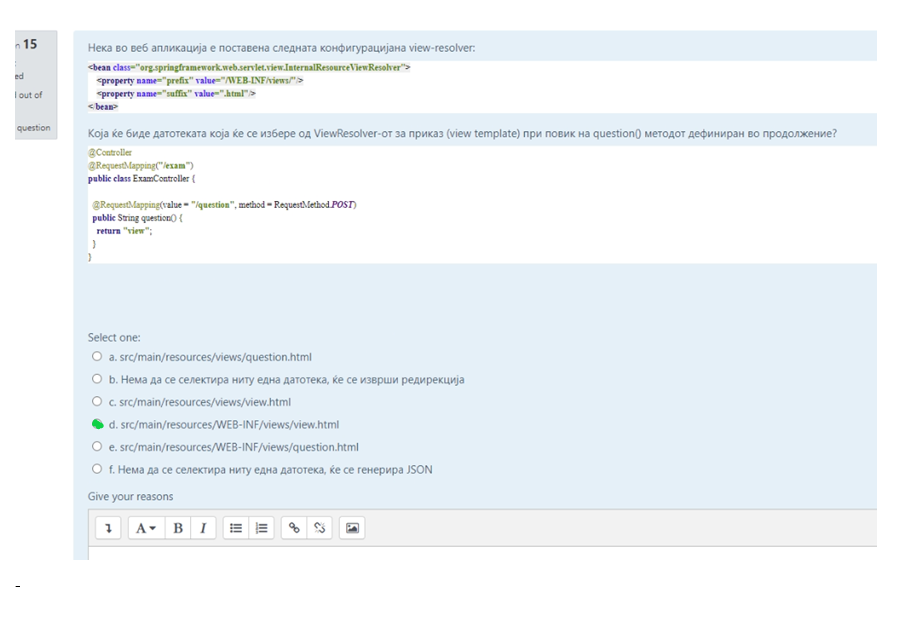 n 15
ed
out of
question
Нека во веб апликација е поставена следната конфигурацијана view-resolver:
<bean class="org.springframework.web.servlet.view.InternalResourceViewResolver">
<property name="prefix" value="/WEB-INF/views/"/>
<property name="suffix" value=".html"/>
</bean>
Која ќе биде датотеката која ќе се избере од ViewResolver-от за приказ (view template) при повик на question() методот дефиниран во продолжение?
@Controller
@RequestMapping("/exam")
public class ExamController {
@RequestMapping(value = "/question", method = RequestMethod.POST)
public String question() {
return "view";
}
}
Select one:
a. src/main/resources/views/question.html
b. Нема да се селектира ниту една датотека, ќе се изврши редирекција
c. src/main/resources/views/view.html
d. src/main/resources/WEB-INF/views/view.html
e. src/main/resources/WEB-INF/views/question.html
f. Нема да се селектира ниту една датотека, ќе се генерира JSON
Give your reasons
A B I